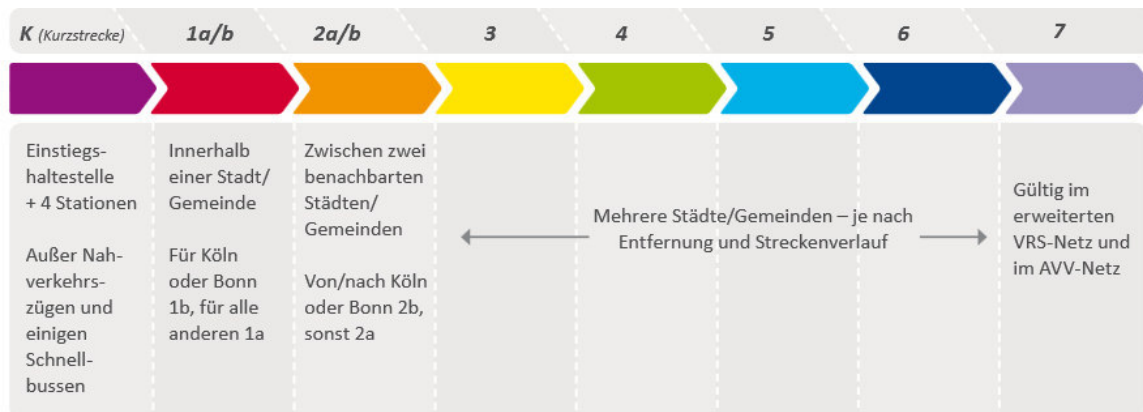 K (Kurzstrecke)
1a/b
2a/b
3
4
5
6
7
Einstiegs-
haltestelle
+ 4 Stationen
Außer Nah-
verkehrs-
zügen und
einigen
Schnell-
bussen
Innerhalb
einer Stadt/
Gemeinde
Für Köln
oder Bonn
1b, für alle
anderen 1a
Zwischen zwei
benachbarten
Städten/
Gemeinden
Von/nach Köln
oder Bonn 2b,
sonst 2a
Mehrere Städte/Gemeinden – je nach
Entfernung und Streckenverlauf
Gültig im
erweiterten
VRS-Netz und
im AVV-Netz